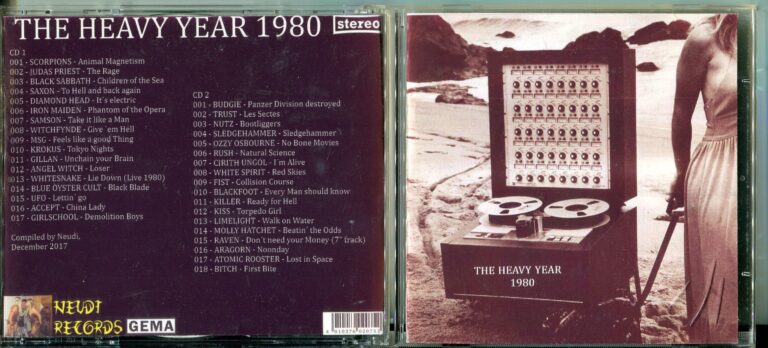 THE HEAVY YEAR 1980
stereo
CD 1
001 - SCORPIONS - Animal Magnetism
002 - JUDAS PRIEST - The Rage
003 - BLACK SABBATH - Children of the Sea
004 - SAXON - To Hell and back again
005 - DIAMOND HEAD - It´s electric
006 - IRON MAIDEN - Phantom of the Opera
007 - SAMSON - Take it like a Man
008 - WITCHFYNDE - Give ´em Hell
009 - MSG - Feels like a good Thing
010 - KROKUS - Tokyo Nights
011 - GILLAN - Unchain your Brain
012 - ANGEL WITCH - Loser
013 - WHITESNAKE - Lie Down (Live 1980)
014 - BLUE ÖYSTER CULT - Black Blade
015 - UFO - Lettin´ go
016 - ACCEPT - China Lady
017 - GIRLSCHOOL - Demolition Boys
Compiled by Neudi,
December 2017
CD 2
001 - BUDGIE - Panzer Division destroyed
002 - TRUST - Les Sectes
003 - NUTZ - Bootliggers
004 - SLEDGEHAMMER - Sledgehammer
005 - OZZY OSBOURNE - No Bone Movies
006 - RUSH - Natural Science
007 - CIRITH UNGOL - I´m Alive
008 - WHITE SPIRIT - Red Skies
009 - FIST - Collision Course
010 - BLACKFOOT - Every Man should know
011 - KILLER - Ready for Hell
012 - KISS - Torpedo Girl
013 - LIMELIGHT - Walk on Water
014 - MOLLY HATCHET - Beatin´ the Odds
015 - RAVEN - Don´t need your Money (7" track)
016 - ARAGORN - Noonday
017 - ATOMIC ROOSTER - Lost in Space
018 - BITCH - First Bite
NEUDI
RECORDS
GEMA
THE HEAVY YEAR
1980